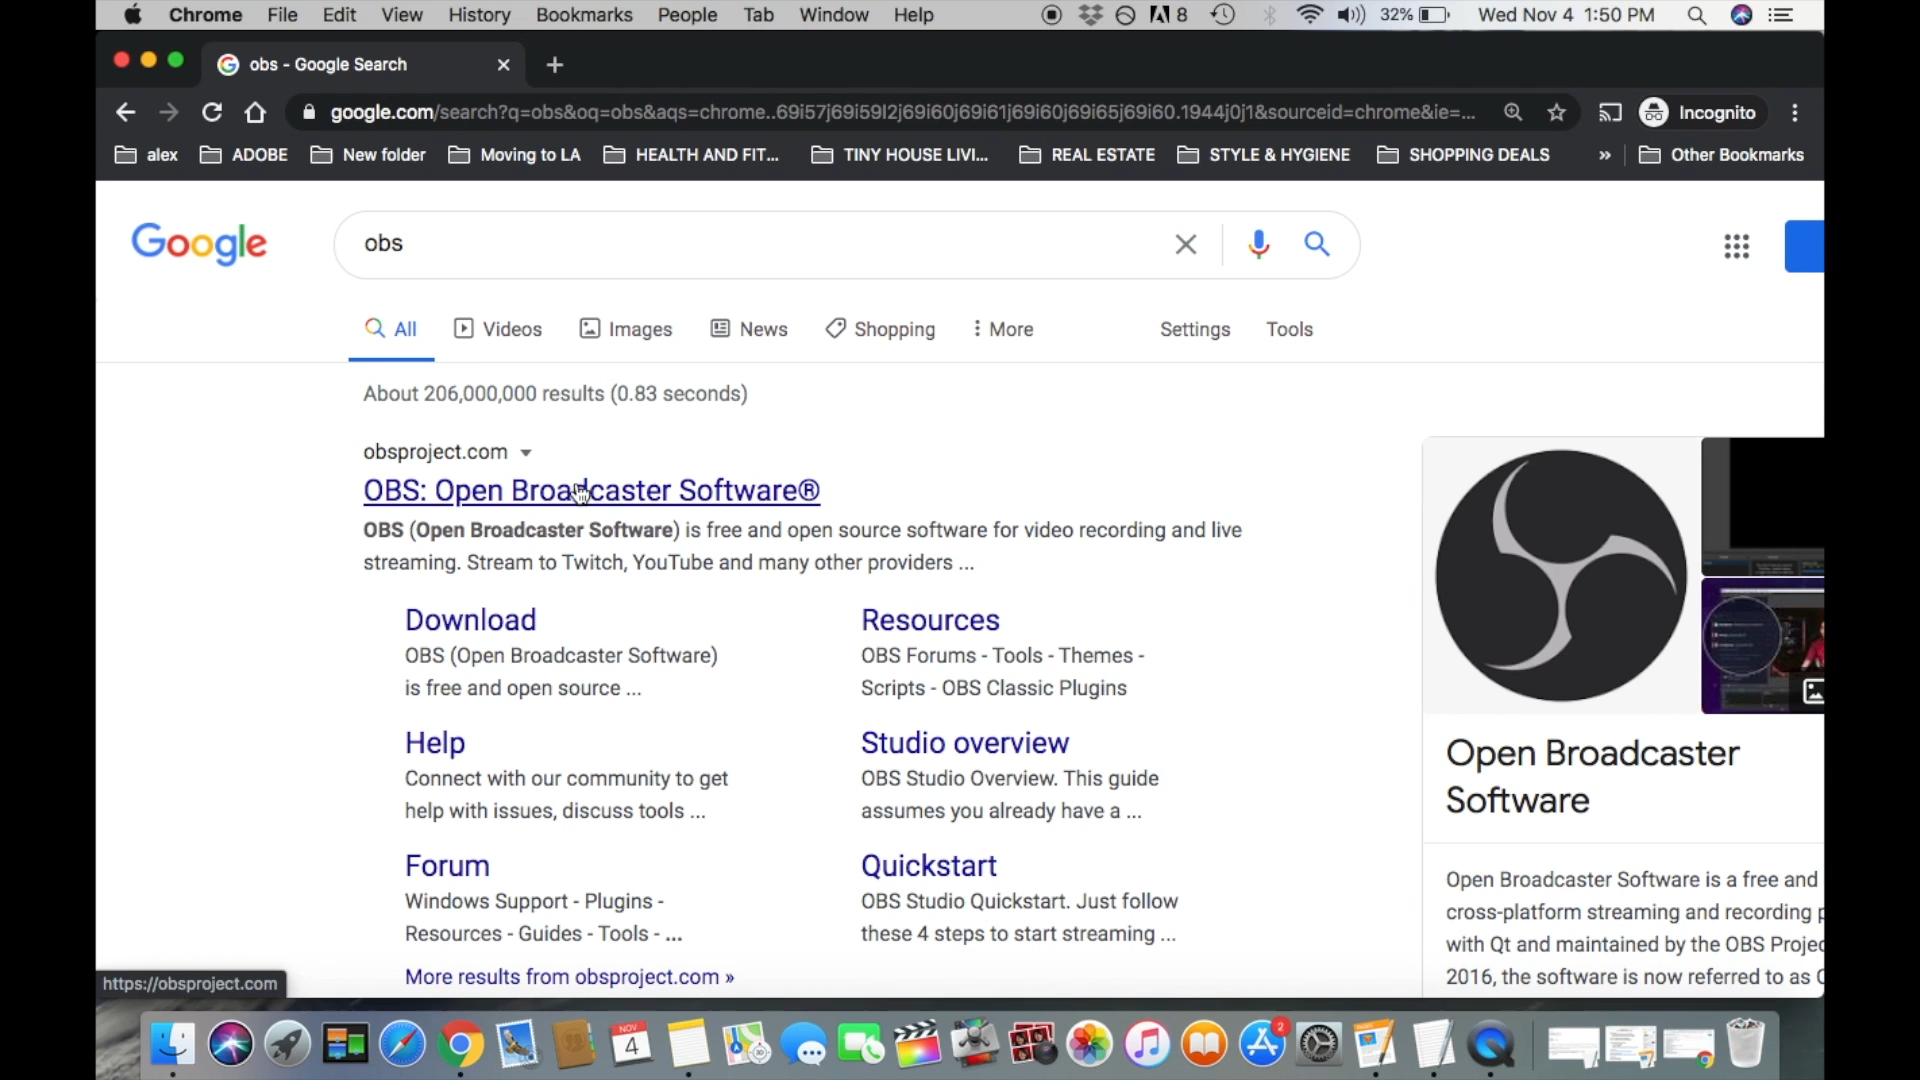 Chrome File Edit View History Bookmarks People Tab Window Help 8 32% Wed Nov 4 1:50 PM
obs - Google Search
google.com/search?q=obs&oq=obs&aqs=chrome..69i57j69i59l2j69i60j69i61j69i60j69i65j69i60.1944j0j1&sourceid=chrome&ie=... Incognito
alex ADOBE New folder Moving to LA HEALTH AND FIT... TINY HOUSE LIVI... REAL ESTATE STYLE & HYGIENE SHOPPING DEALS » Other Bookmarks
Google obs
All Videos Images News Shopping More Settings Tools
About 206,000,000 results (0.83 seconds)
obsproject.com
OBS: Open Broadcaster Software®
OBS (Open Broadcaster Software) is free and open source software for video recording and live
streaming. Stream to Twitch, YouTube and many other providers ...
Download
OBS (Open Broadcaster Software)
is free and open source ...
Resources
OBS Forums - Tools - Themes -
Scripts - OBS Classic Plugins
Help
Connect with our community to get
help with issues, discuss tools ...
Studio overview
OBS Studio Overview. This guide
assumes you already have a ...
Forum
Windows Support - Plugins -
Resources - Guides - Tools - ...
Quickstart
OBS Studio Quickstart. Just follow
these 4 steps to start streaming ...
More results from obsproject.com »
Open Broadcaster
Software
Open Broadcaster Software is a free and
cross-platform streaming and recording
with Qt and maintained by the OBS
2016, the software is now referred to as
https://obsproject.com
NOV
4
2